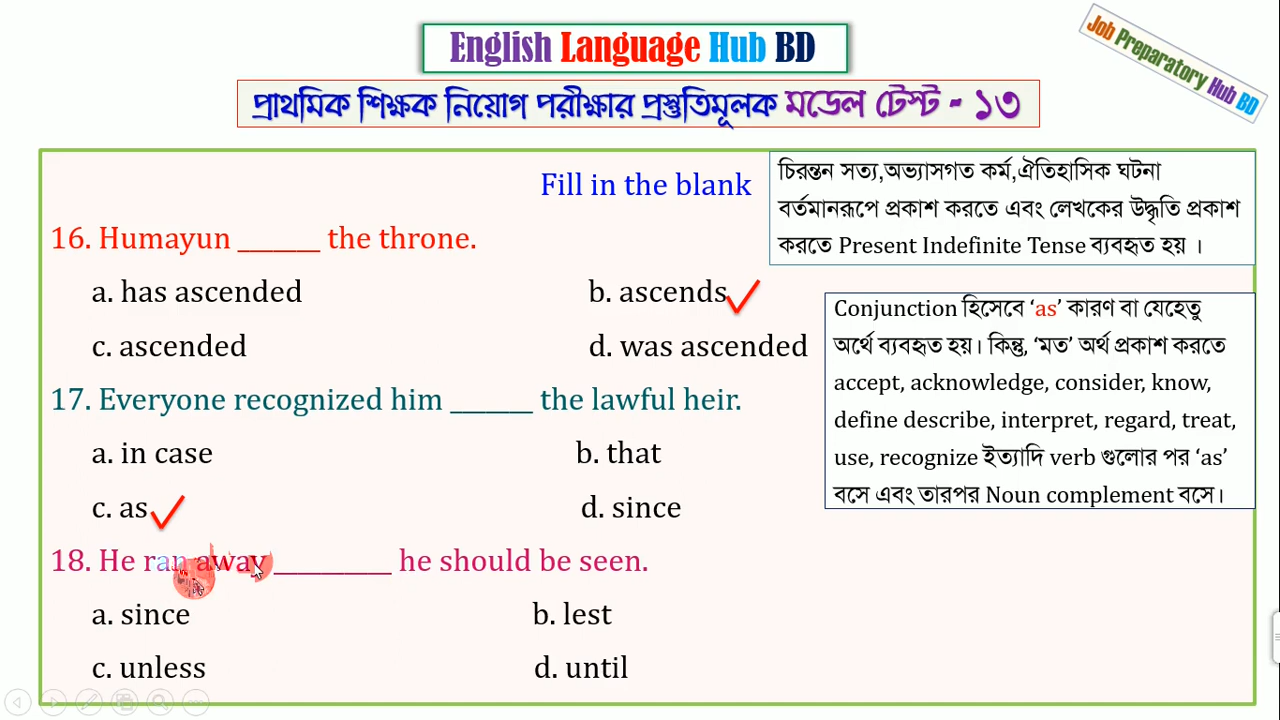 English Language Hub BD
Job Preparatory Hub BD
প্রাথমিক শিক্ষক নিয়োগ পরীক্ষার প্রস্তুতিমূলক মডেল টেস্ট - ১৩
Fill in the blank
চিরন্তন সত্য,অভ্যাসগত কর্ম,ঐতিহাসিক ঘটনা
বর্তমানরূপে প্রকাশ করতে এবং লেখকের উদ্ধৃতি প্রকাশ
করতে Present Indefinite Tense ব্যবহৃত হয় ।
16. Humayun ______ the throne.
a. has ascended
b. ascends
c. ascended
d. was ascended
Conjunction হিসেবে ‘as’ কারণ বা যেহেতু
অর্থে ব্যবহৃত হয়। কিন্তু, ‘মত’ অর্থ প্রকাশ করতে
accept, acknowledge, consider, know,
define describe, interpret, regard, treat,
use, recognize ইত্যাদি verb গুলোর পর ‘as’
বসে এবং তারপর Noun complement বসে।
17. Everyone recognized him ______ the lawful heir.
a. in case
b. that
c. as
d. since
18. He ran away _________ he should be seen.
a. since
b. lest
c. unless
d. until